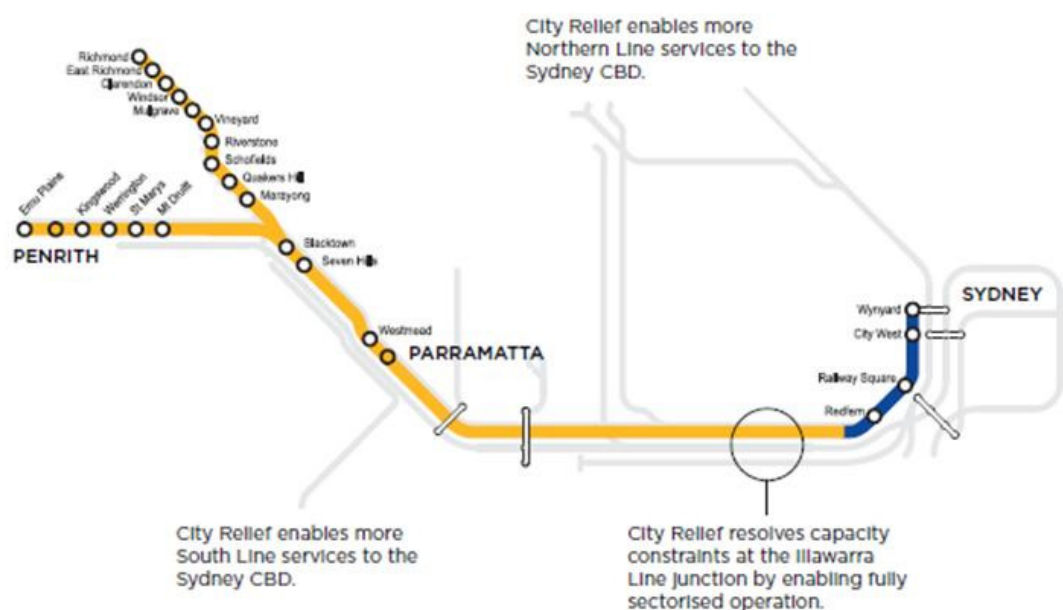 City Relief enables more
Northern Line services to the
Sydney CBD.
Richmond
East Richmond
Clarendon
Windsor
Mulgrave
Vineyard
Riverstone
Schofields
Quakers Hill
Marayong
Emu Plains
Kingswood
Werrington
St Marys
Mt Druitt
PENRITH
Blacktown
Seven Hills
Westmead
PARRAMATTA
SYDNEY
Wynyard
City West
Railway Square
Redfern
City Relief enables more
South Line services to the
Sydney CBD.
City Relief resolves capacity
constraints at the Illawarra
Line junction by enabling fully
sectorised operation.